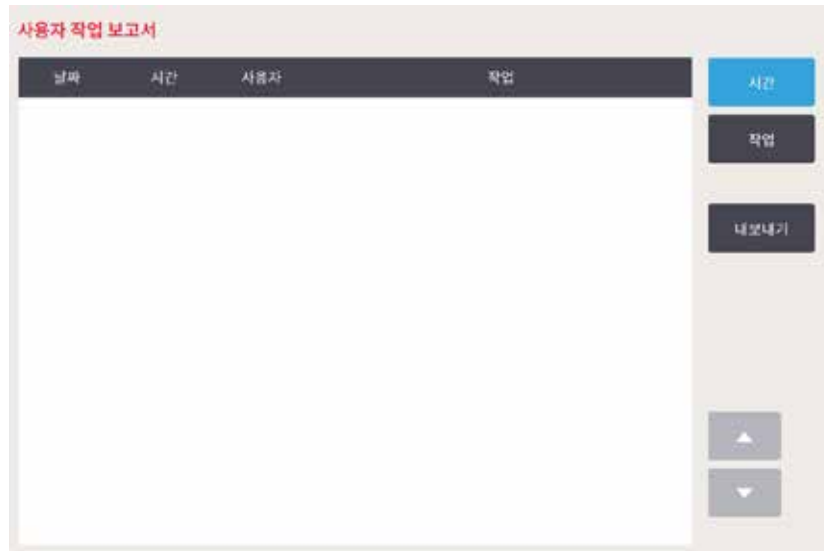 사용자 작업 보고서
날짜 시간 사용자 작업
시간
작업
내보내기